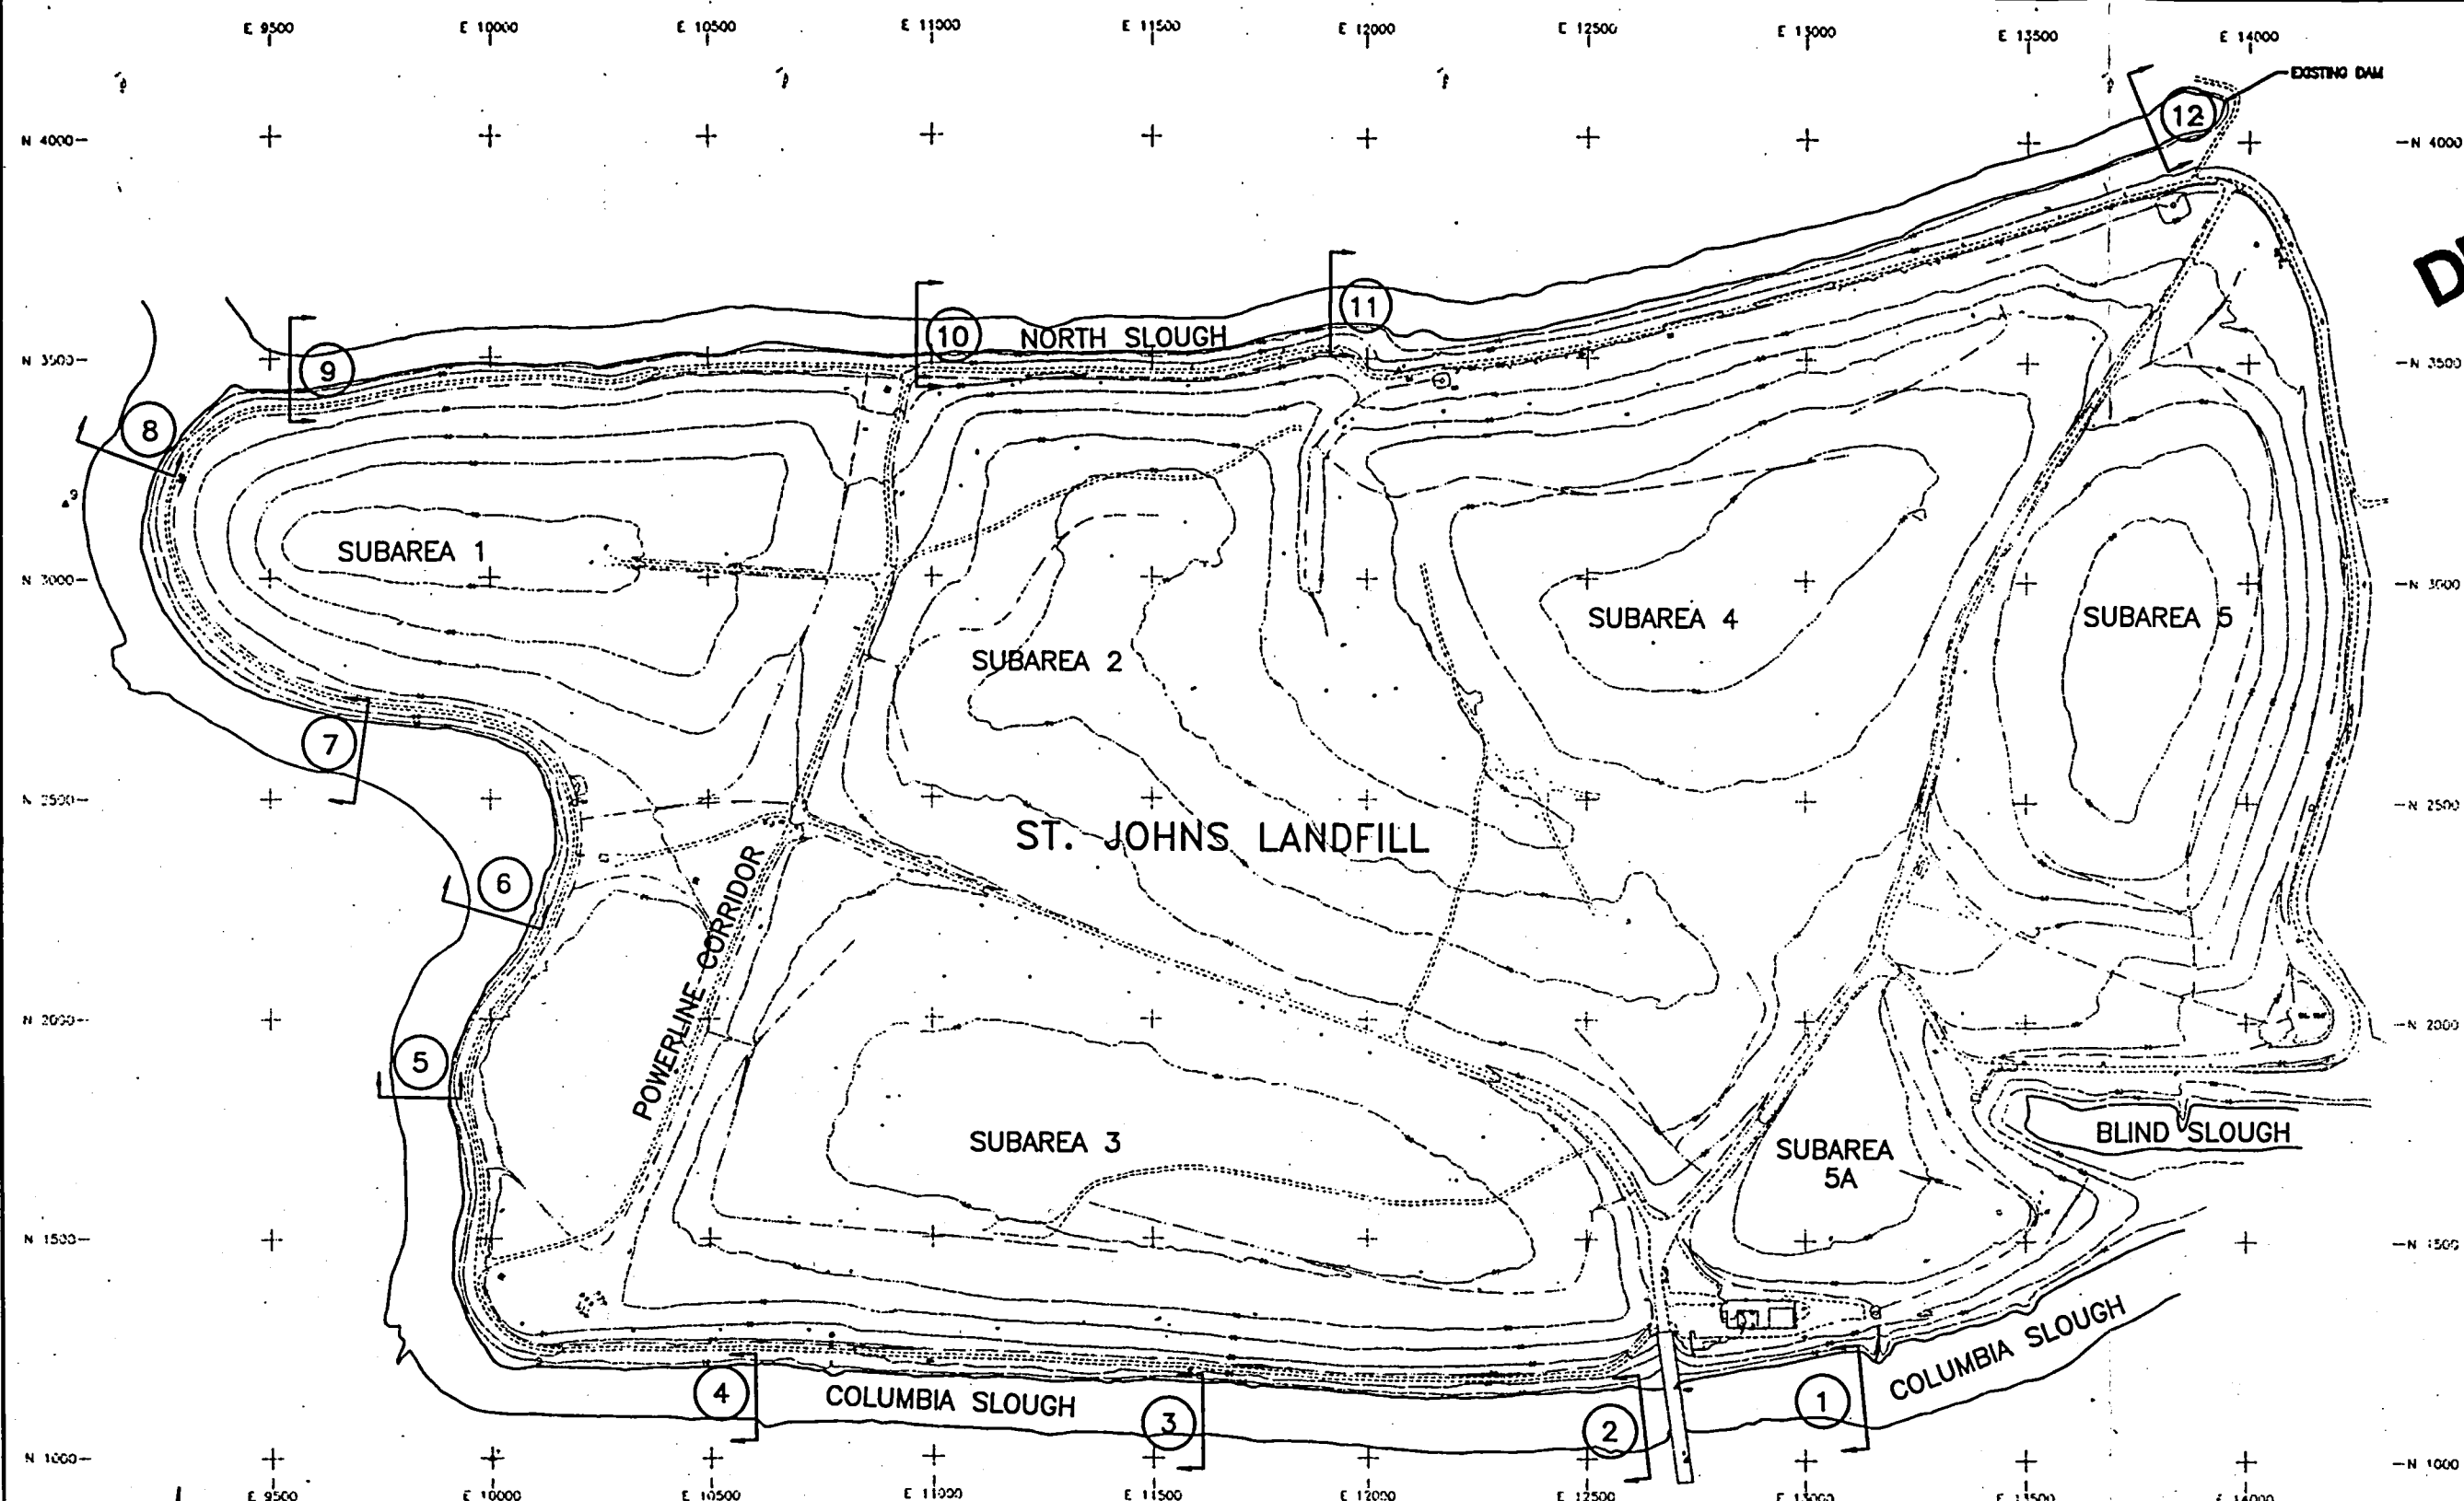 E 9500 E 10000 E 10500 E 11000 E 11500 E 12000 E 12500 E 13000 E 13500 E 14000
EXISTING DAM
12
N 4000 N 4000
11
10 NORTH SLOUGH
N 3500 N 3500
9
8
SUBAREA 1
N 3000 N 3000
SUBAREA 4 SUBAREA 5
SUBAREA 2
7
N 2500 N 2500
ST. JOHNS LANDFILL
6
POWERLINE CORRIDOR
N 2000 N 2000
5
BLIND SLOUGH
SUBAREA 3
SUBAREA
5A
N 1500 N 1500
COLUMBIA SLOUGH
4 COLUMBIA SLOUGH
1
3
2
N 1000 N 1000
E 9500 E 10000 E 10500 E 11000 E 11500 E 12000 E 12500 E 13000 E 13500 E 14000